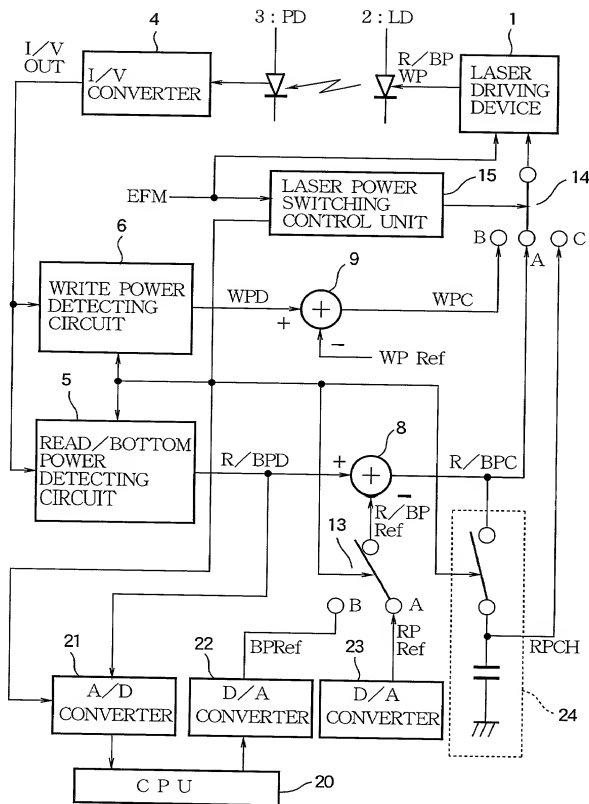 4
3 : PD
2 : LD
1
I/V
OUT
I/V
CONVERTER
R/BP
WP
LASER
DRIVING
DEVICE
EFM
LASER POWER
SWITCHING
CONTROL UNIT
15
14
B
A
C
6
WRITE POWER
DETECTING
CIRCUIT
WPD
9
+
+
−
WPC
WP Ref
5
READ/BOTTOM
POWER
DETECTING
CIRCUIT
R/BPD
8
+
+
−
R/BPC
R/BP
Ref
13
B
A
BPRef
RP
Ref
RPCH
21
A/D
CONVERTER
22
D/A
CONVERTER
23
D/A
CONVERTER
24
CPU
20